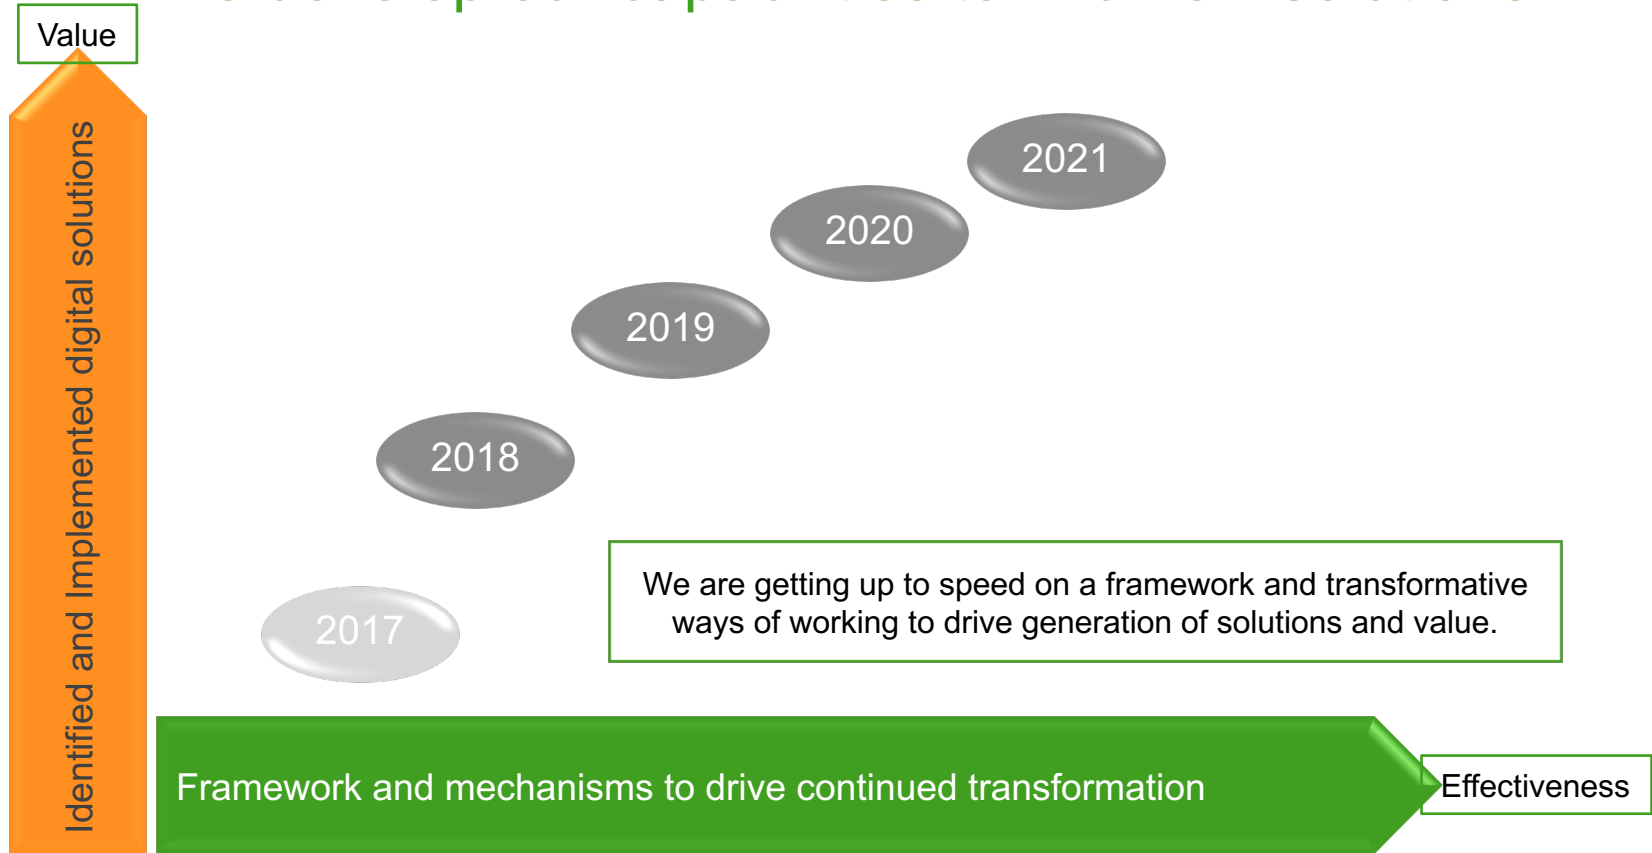 Value
Identified and Implemented digital solutions
2021
2020
2019
2018
2017
We are getting up to speed on a framework and transformative
ways of working to drive generation of solutions and value.
Framework and mechanisms to drive continued transformation
Effectiveness